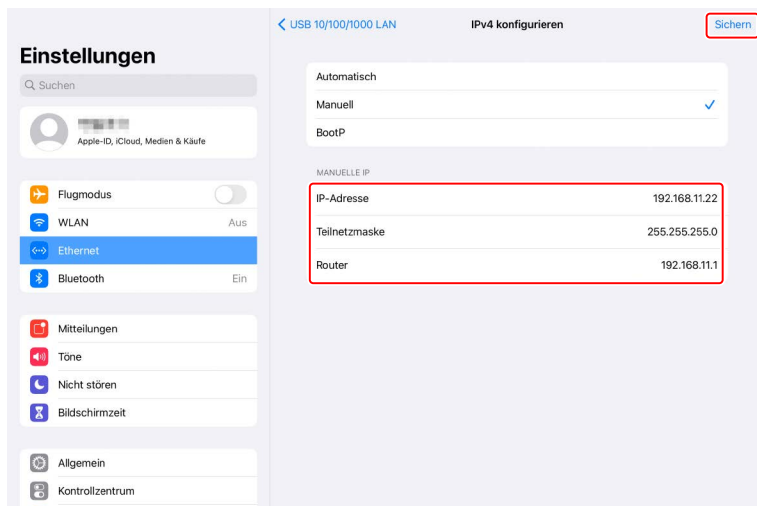 USB 10/100/1000 LAN
IPv4 konfigurieren
Sichern
Einstellungen
Suchen
Apple-ID, iCloud, Medien & Käufe
Flugmodus
WLAN
Aus
Ethernet
Bluetooth
Ein
Mitteilungen
Töne
Nicht stören
Bildschirmzeit
Allgemein
Kontrollzentrum
Automatisch
Manuell
BootP
MANUELLE IP
IP-Adresse
192.168.11.22
Teilnetzmaske
255.255.255.0
Router
192.168.11.1